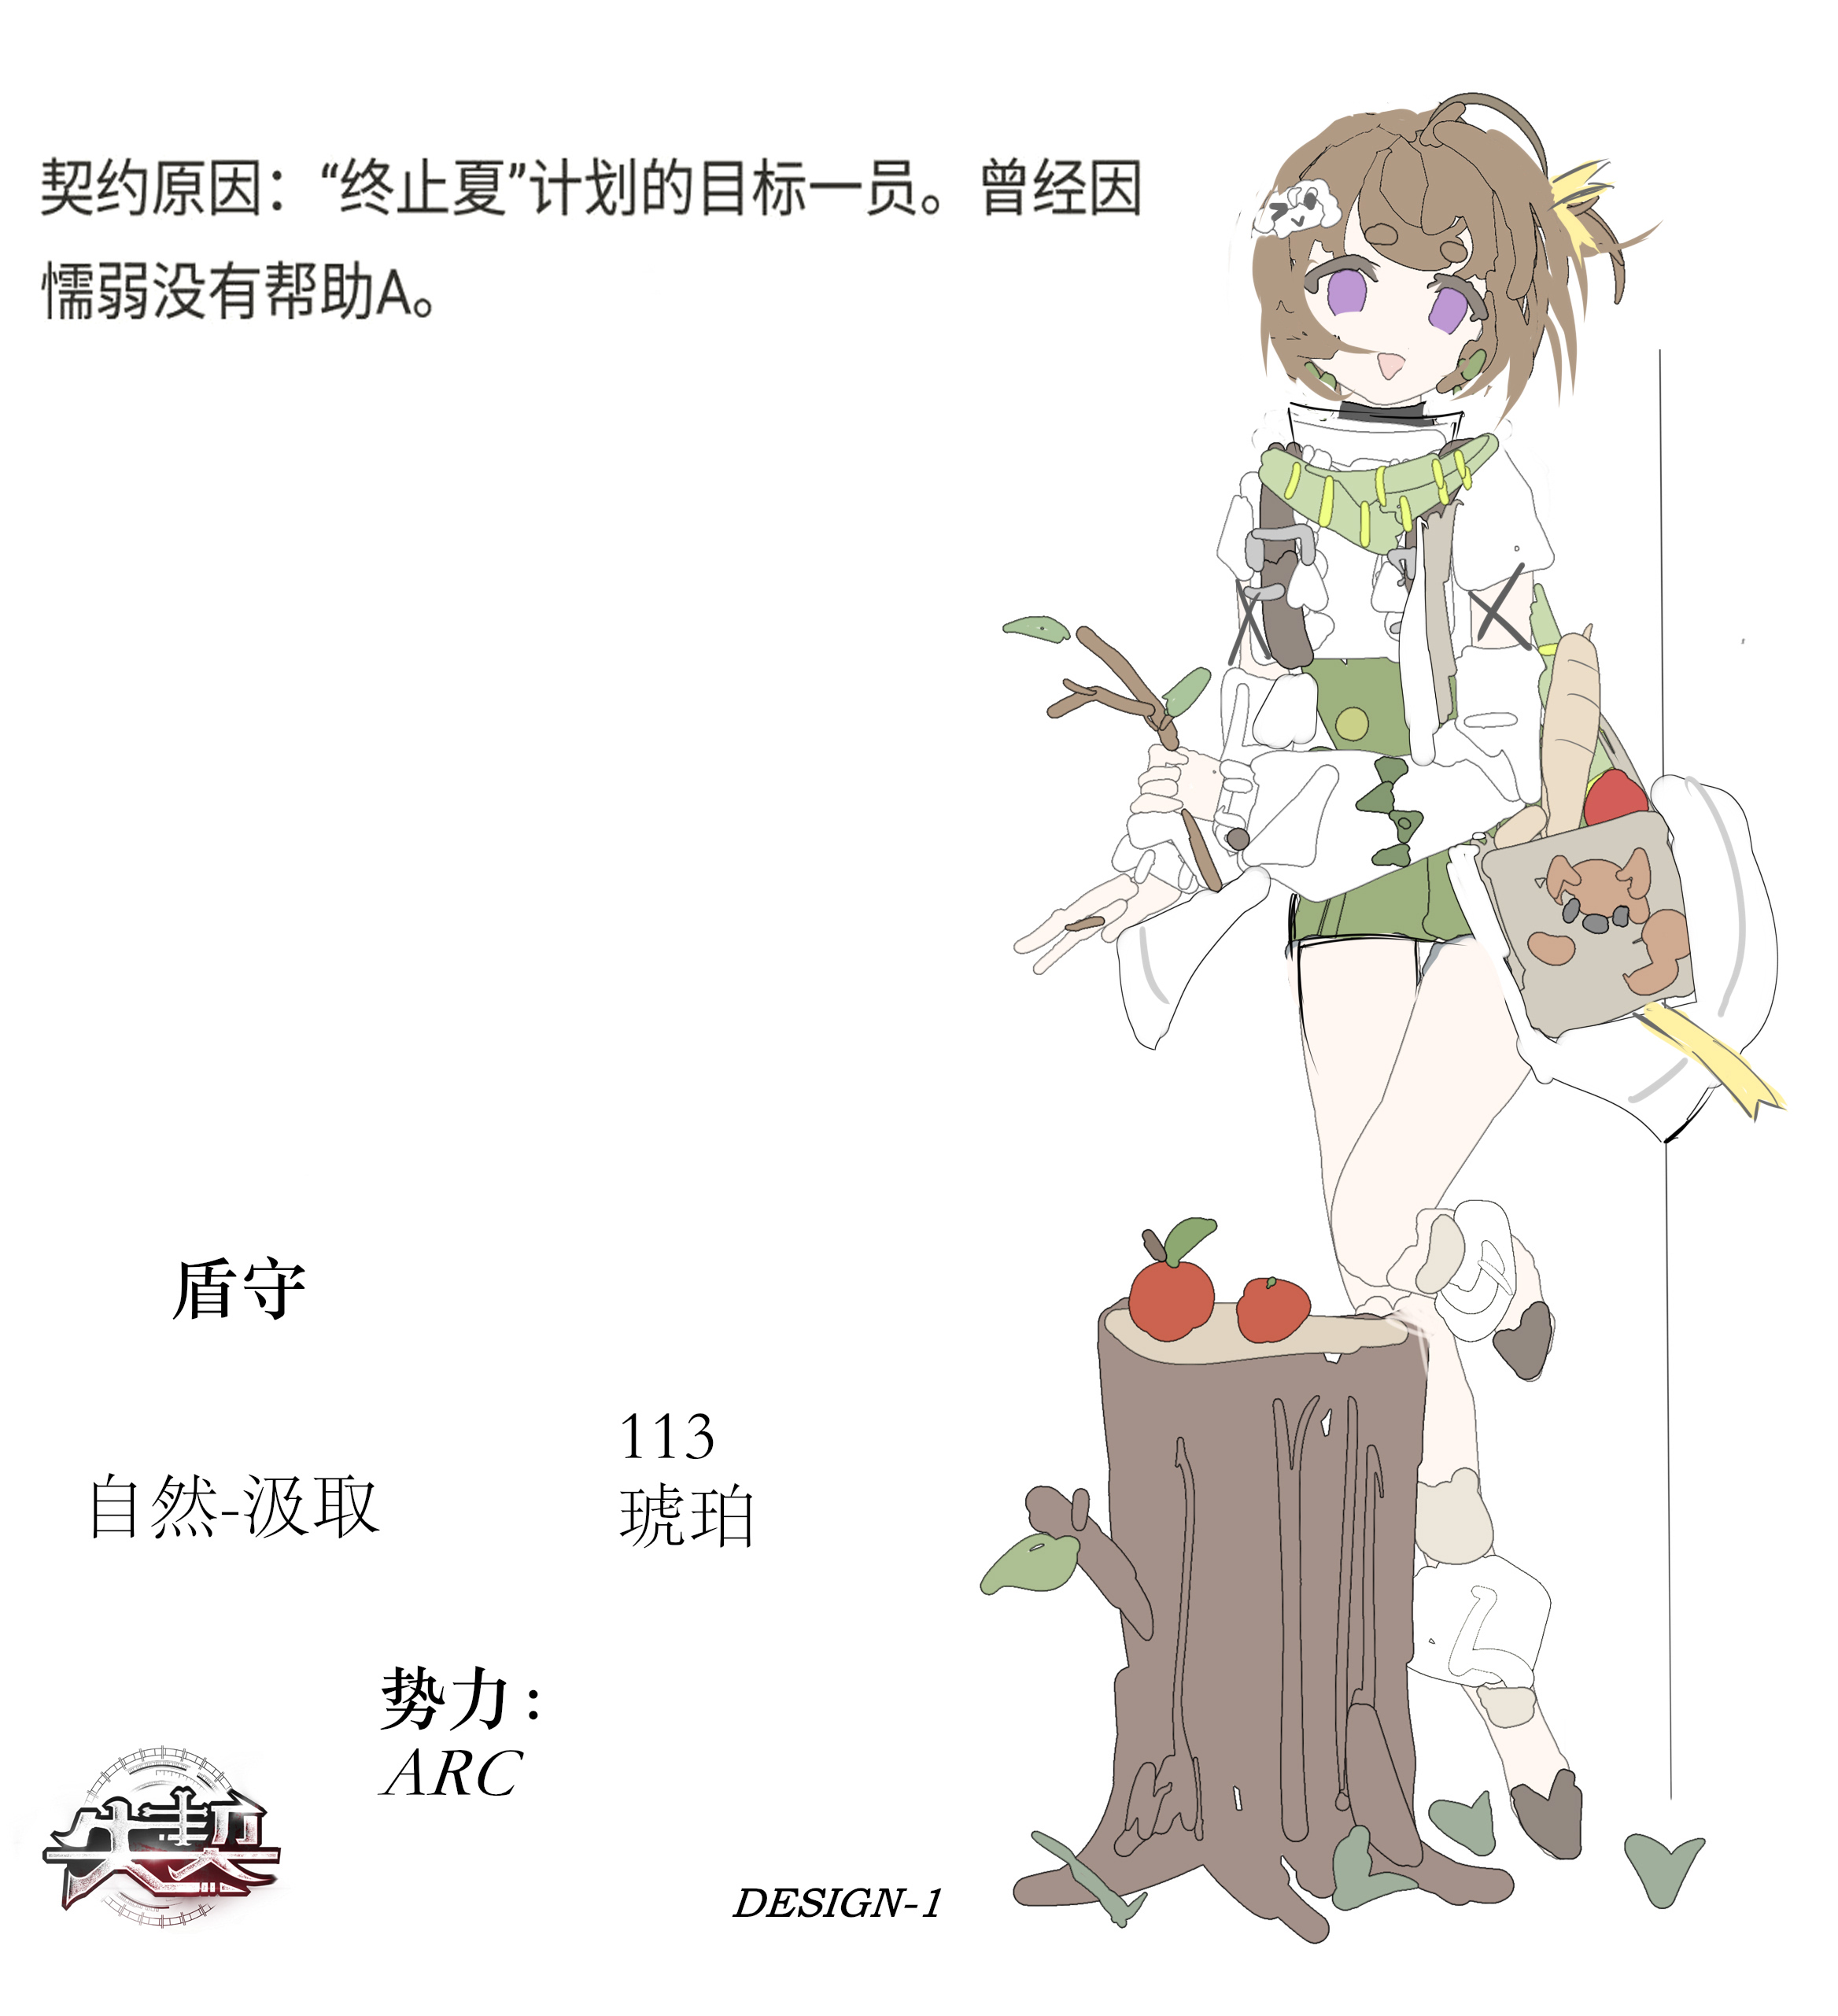 契约原因：“终止夏”计划的目标一员。曾经因
懦弱没有帮助A。
盾守
自然-汲取
113
琥珀
势力：
ARC
失契
DESIGN-1